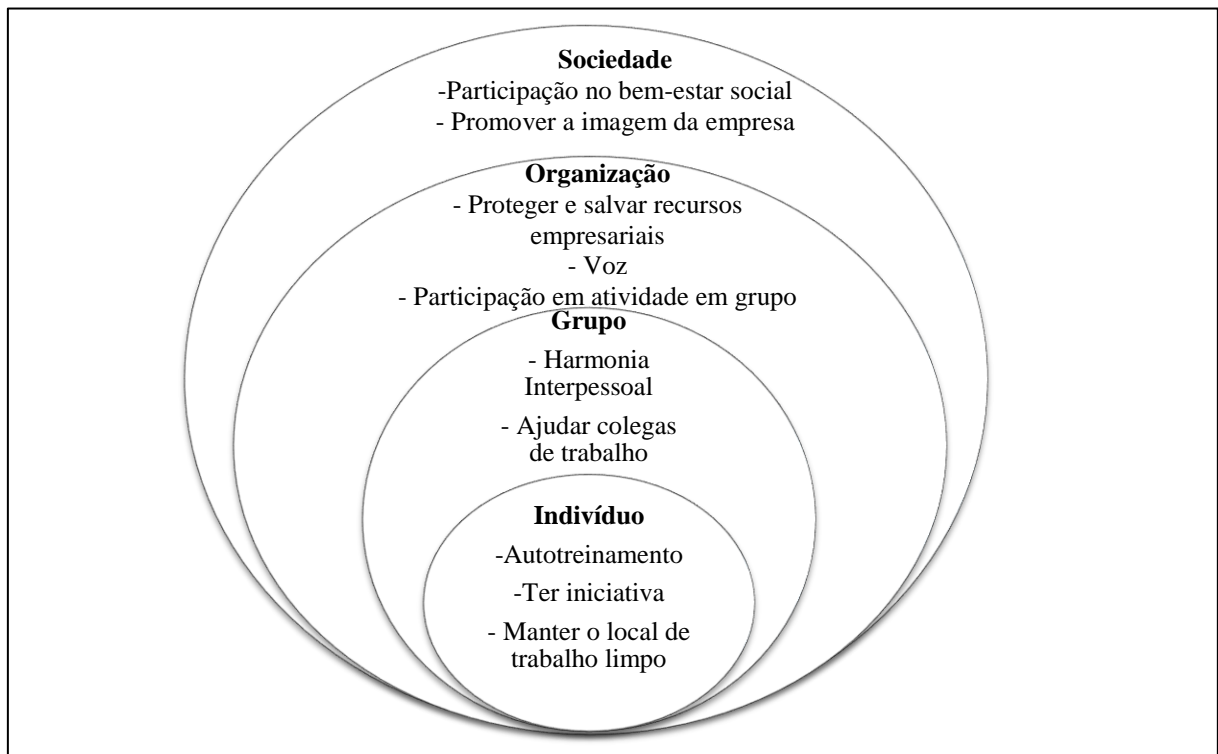 Sociedade
-Participação no bem-estar social
- Promover a imagem da empresa
Organização
- Proteger e salvar recursos
empresariais
- Voz
- Participação em atividade em grupo
Grupo
- Harmonia
Interpessoal
- Ajudar colegas
de trabalho
Indivíduo
-Autotreinamento
-Ter iniciativa
- Manter o local de
trabalho limpo